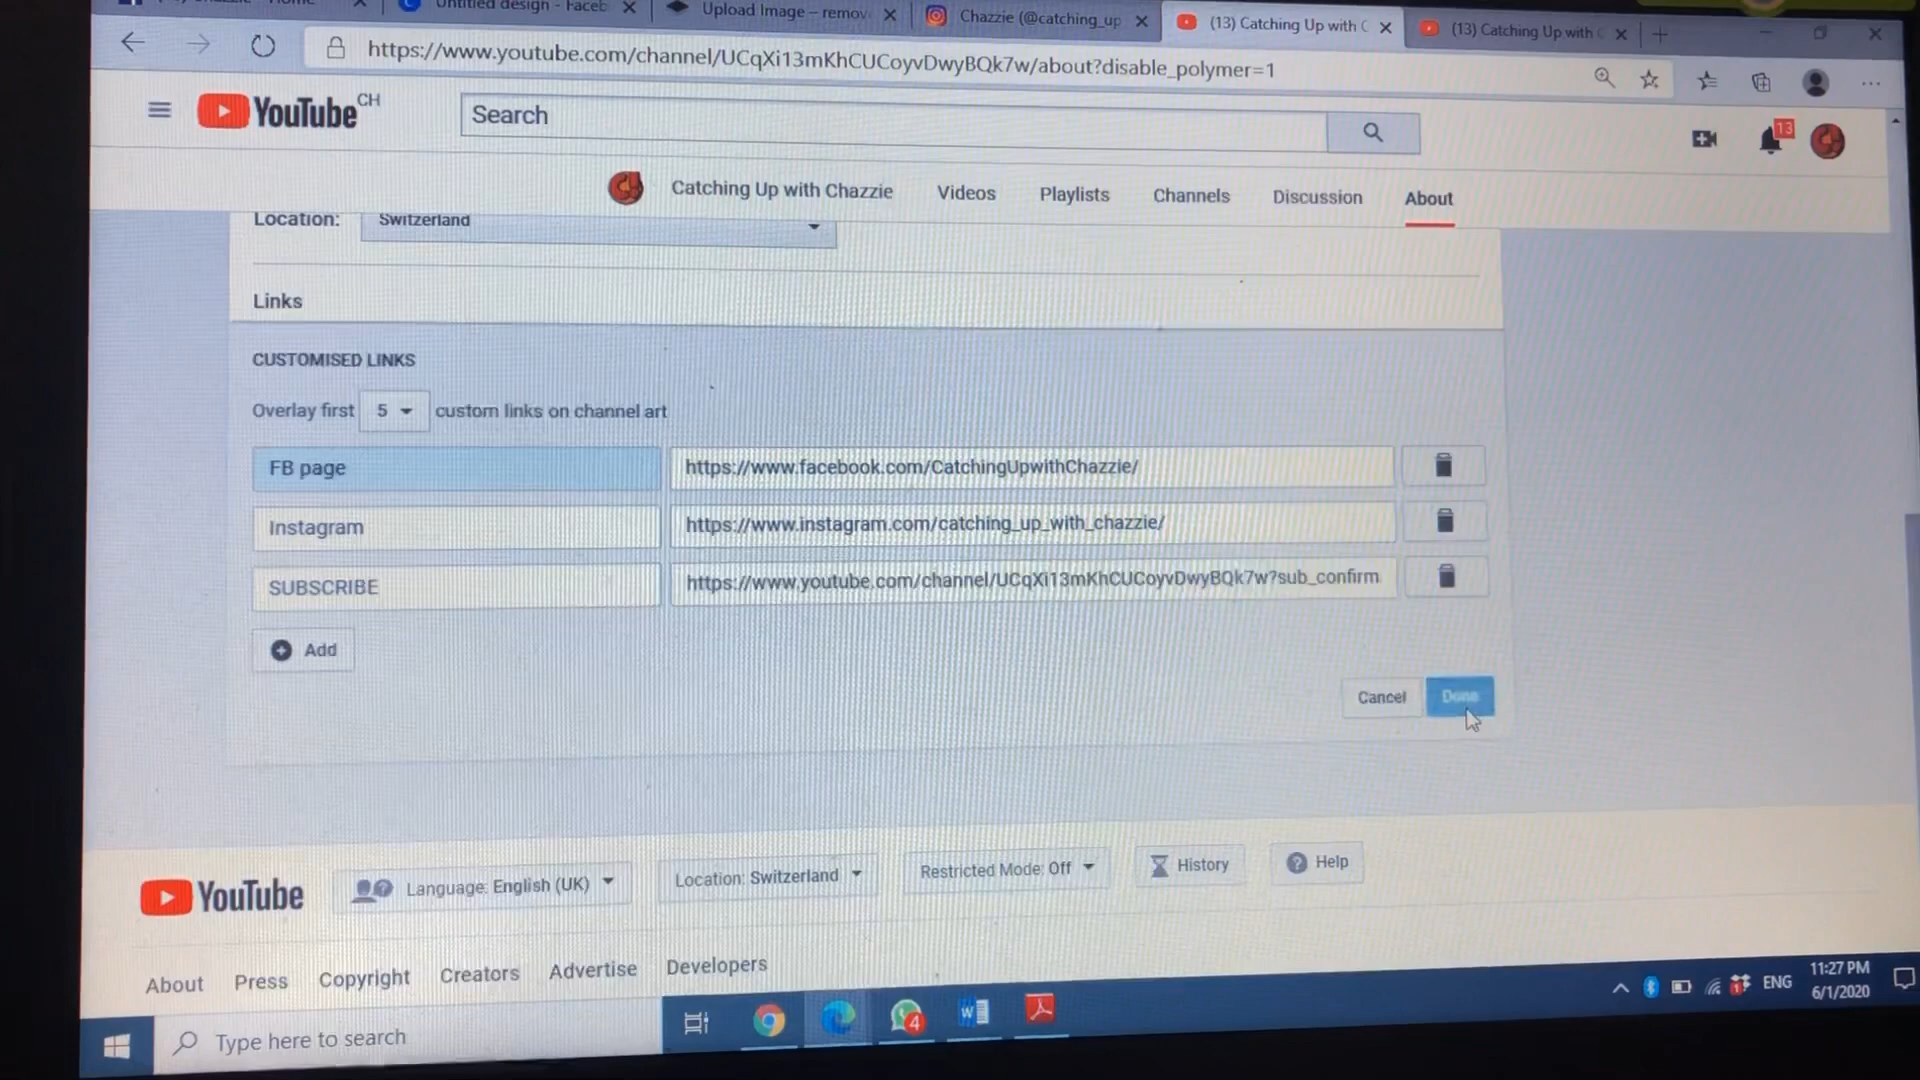 Untitled design - Faceb
Upload Image – remov
Chazzie (@catching_up
(13) Catching Up with C
(13) Catching Up with C
https://www.youtube.com/channel/UCqXi13mKhCUCoyvDwyBQk7w/about?disable_polymer=1
YouTube CH
Search
13
Catching Up with Chazzie
Videos
Playlists
Channels
Discussion
About
Location: Switzerland
Links
CUSTOMISED LINKS
Overlay first 5 custom links on channel art
FB page
https://www.facebook.com/CatchingUpwithChazzie/
Instagram
https://www.instagram.com/catching_up_with_chazzie/
SUBSCRIBE
https://www.youtube.com/channel/UCqXi13mKhCUCoyvDwyBQk7w?sub_confirm
Add
Cancel
Done
YouTube
Language: English (UK)
Location: Switzerland
Restricted Mode: Off
History
Help
About
Press
Copyright
Creators
Advertise
Developers
Type here to search
4
W
1
ENG
11:27 PM
6/1/2020